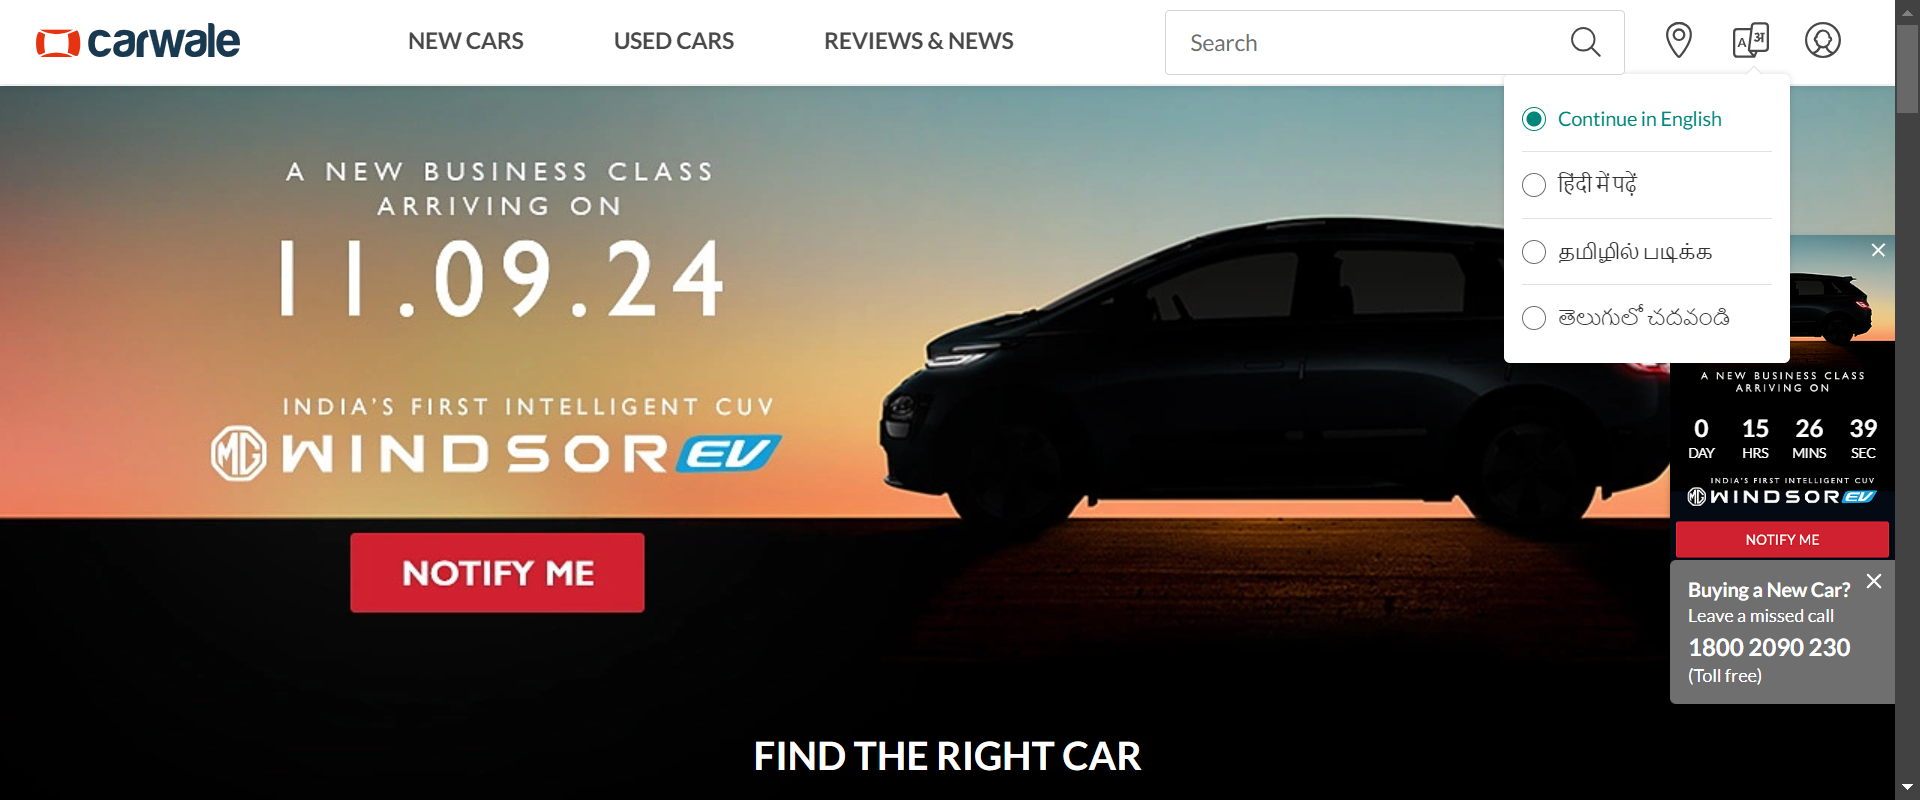 carwale
NEW CARS
USED CARS
REVIEWS & NEWS
Search
A अ
Continue in English
हिंदी में पढ़ें
தமிழில் படிக்க
తెలుగులో చదవండి
A NEW BUSINESS CLASS
ARRIVING ON
11.09.24
INDIA'S FIRST INTELLIGENT CUV
MG WINDSOR EV
NOTIFY ME
A NEW BUSINESS CLASS
ARRIVING ON
0 15 26 39
DAY HRS MINS SEC
INDIA'S FIRST INTELLIGENT CUV
MG WINDSOR EV
NOTIFY ME
Buying a New Car?
Leave a missed call
1800 2090 230
(Toll free)
FIND THE RIGHT CAR